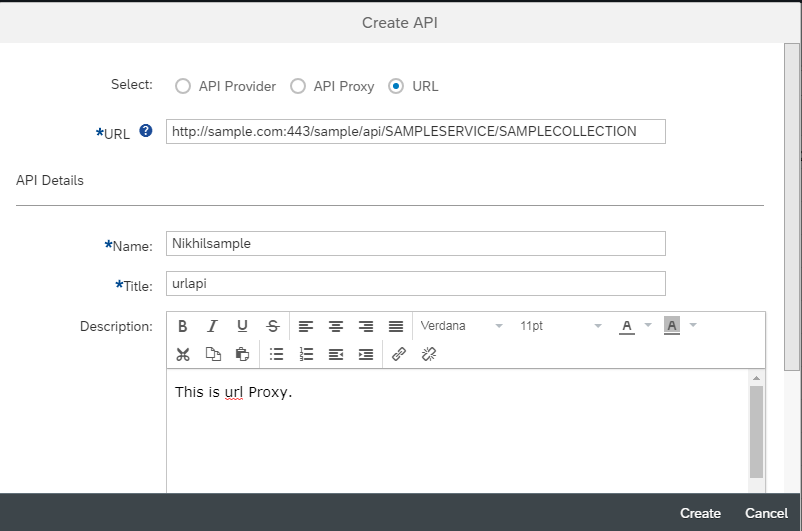 Create API
Select: API Provider API Proxy URL
*URL ? http://sample.com:443/sample/api/SAMPLESERVICE/SAMPLECOLLECTION
API Details
*Name: Nikhilsample
*Title: urlapi
Description: B I U S Verdana 11pt A A
This is url Proxy.
Create Cancel